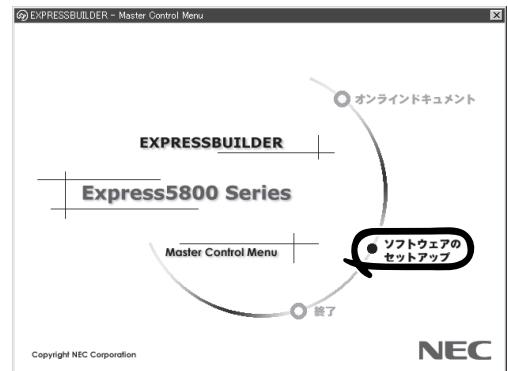 EXPRESSBUILDER - Master Control Menu
オンラインドキュメント
EXPRESSBUILDER
Express5800 Series
Master Control Menu
ソフトウェアの
セットアップ
終了
Copyright NEC Corporation
NEC